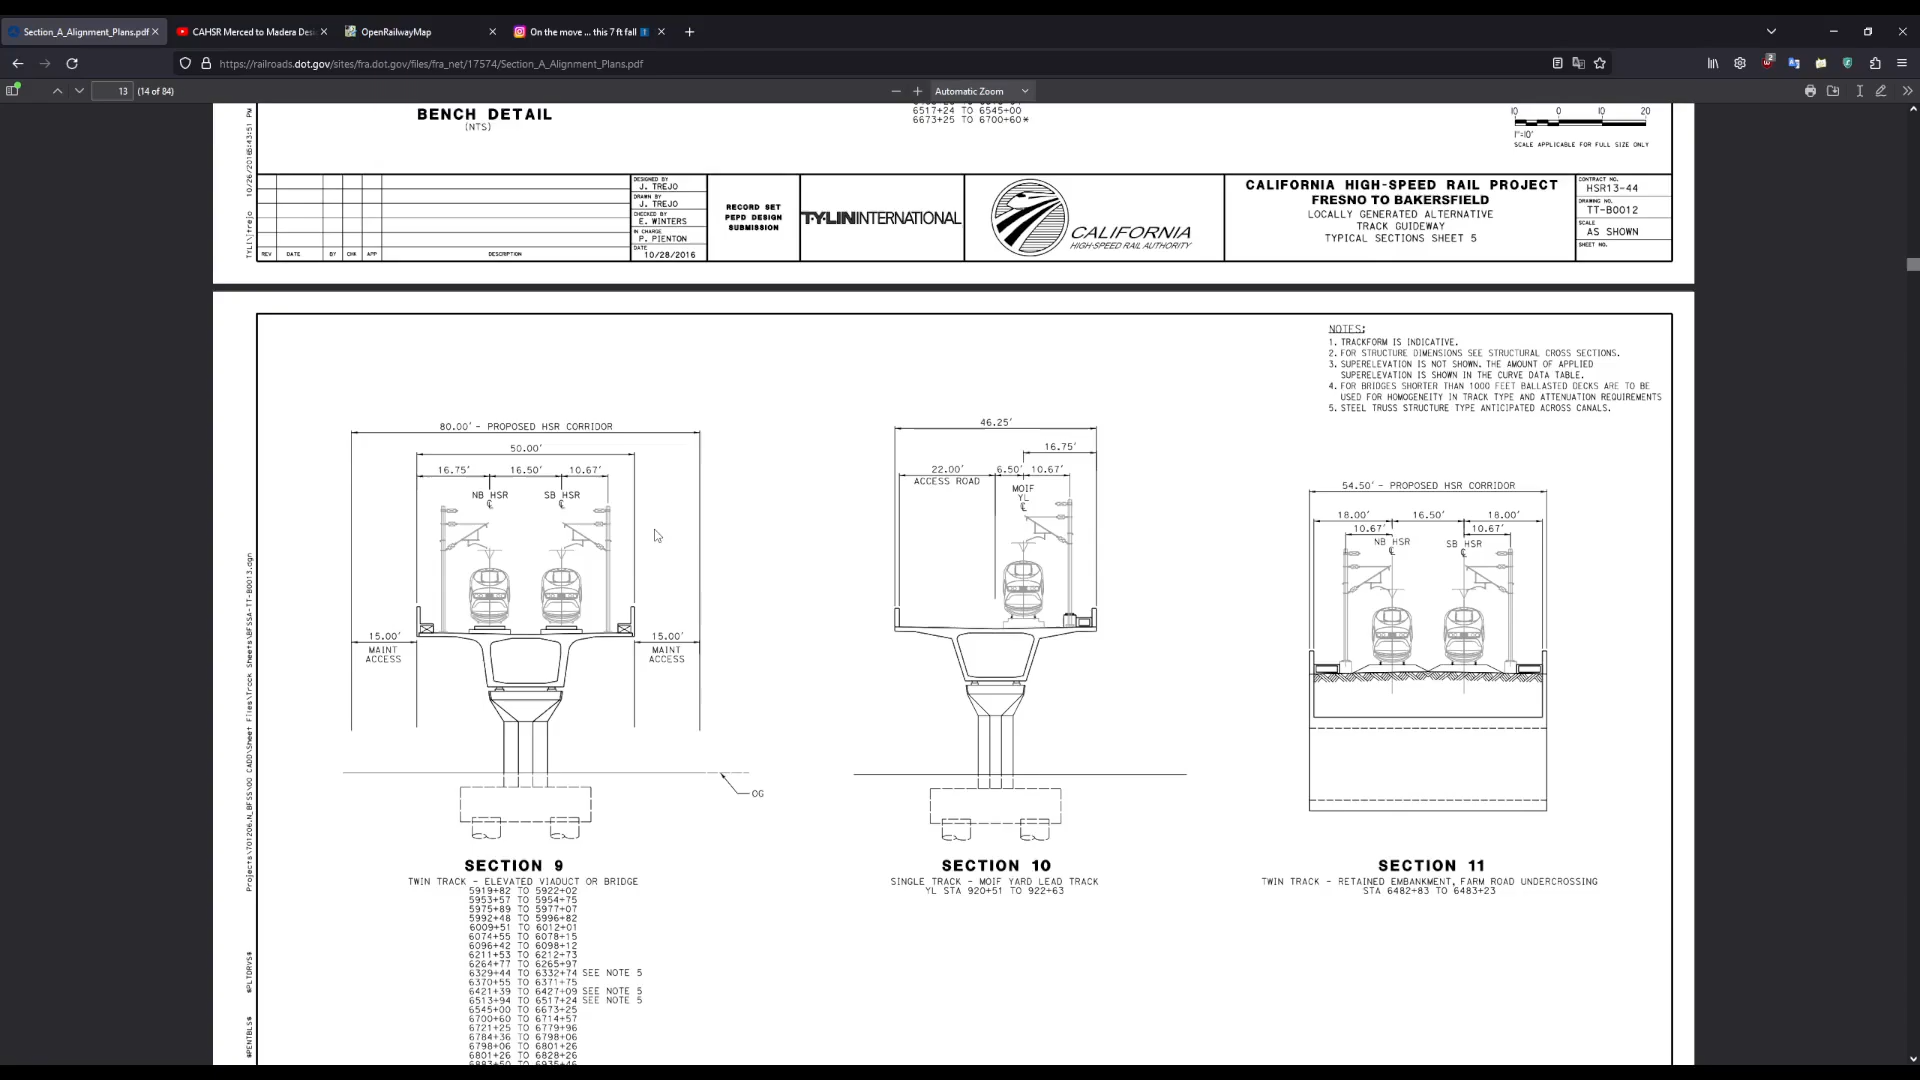 Section_A_Alignment_Plans.pdf
CAHSR Merced to Madera Desi
OpenRailwayMap
On the move ... this 7 ft fall
https://railroads.dot.gov/sites/fra.dot.gov/files/fra_net/17574/Section_A_Alignment_Plans.pdf
13 (14 of 84)
Automatic Zoom
BENCH DETAIL
(NTS)
6517+24 TO 6545+00
6673+25 TO 6700+60*
10 0 10 20
1"=10'
SCALE APPLICABLE FOR FULL SIZE ONLY
REV DATE BY CHK APP DESCRIPTION
DESIGNED BY
J. TREJO
DRAWN BY
J. TREJO
CHECKED BY
E. WINTERS
IN CHARGE
P. PIENTON
DATE
10/28/2016
RECORD SET
PEPD DESIGN
SUBMISSION
T.Y.LIN INTERNATIONAL
CALIFORNIA
HIGH-SPEED RAIL AUTHORITY
CALIFORNIA HIGH-SPEED RAIL PROJECT
FRESNO TO BAKERSFIELD
LOCALLY GENERATED ALTERNATIVE
TRACK GUIDEWAY
TYPICAL SECTIONS SHEET 5
CONTRACT NO.
HSR13-44
DRAWING NO.
TT-B0012
SCALE
AS SHOWN
SHEET NO.
NOTES:
1. TRACKFORM IS INDICATIVE.
2. FOR STRUCTURE DIMENSIONS SEE STRUCTURAL CROSS SECTIONS.
3. SUPERELEVATION IS NOT SHOWN. THE AMOUNT OF APPLIED
SUPERELEVATION IS SHOWN IN THE CURVE DATA TABLE.
4. FOR BRIDGES SHORTER THAN 1000 FEET BALLASTED DECKS ARE TO BE
USED FOR HOMOGENEITY IN TRACK TYPE AND ATTENUATION REQUIREMENTS
5. STEEL TRUSS STRUCTURE TYPE ANTICIPATED ACROSS CANALS.
80.00' - PROPOSED HSR CORRIDOR
50.00'
16.75' 16.50' 10.67'
NB HSR SB HSR
15.00' 15.00'
MAINT MAINT
ACCESS ACCESS
OG
SECTION 9
TWIN TRACK - ELEVATED VIADUCT OR BRIDGE
5919+82 TO 5922+02
5953+57 TO 5954+75
5975+89 TO 5977+07
5992+48 TO 5996+82
6009+51 TO 6012+01
6074+55 TO 6078+15
6096+42 TO 6098+12
6211+53 TO 6212+73
6264+77 TO 6265+97
6329+44 TO 6332+74 SEE NOTE 5
6370+55 TO 6371+75
6421+39 TO 6427+09 SEE NOTE 5
6513+94 TO 6517+24 SEE NOTE 5
6545+00 TO 6673+25
6700+60 TO 6714+57
6721+25 TO 6779+96
6784+36 TO 6798+06
6798+06 TO 6801+26
6801+26 TO 6828+26
46.25'
16.75'
22.00' 6.50' 10.67'
ACCESS ROAD
MOIF
YL
SECTION 10
SINGLE TRACK - MOIF YARD LEAD TRACK
YL STA 920+51 TO 922+63
54.50' - PROPOSED HSR CORRIDOR
18.00' 16.50' 18.00'
10.67' 10.67'
NB HSR SB HSR
SECTION 11
TWIN TRACK - RETAINED EMBANKMENT, FARM ROAD UNDERCROSSING
STA 6482+83 TO 6483+23